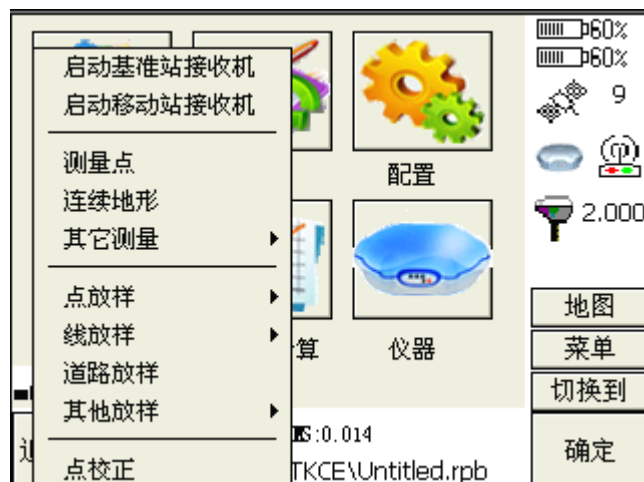 启动基准站接收机
启动移动站接收机
测量点
连续地形
其它测量
点放样
线放样
道路放样
其他放样
点校正
配置
算
仪器
S:0.014
TKCE\Untitled.rpb
60%
60%
9
2.000
地图
菜单
切换到
确定